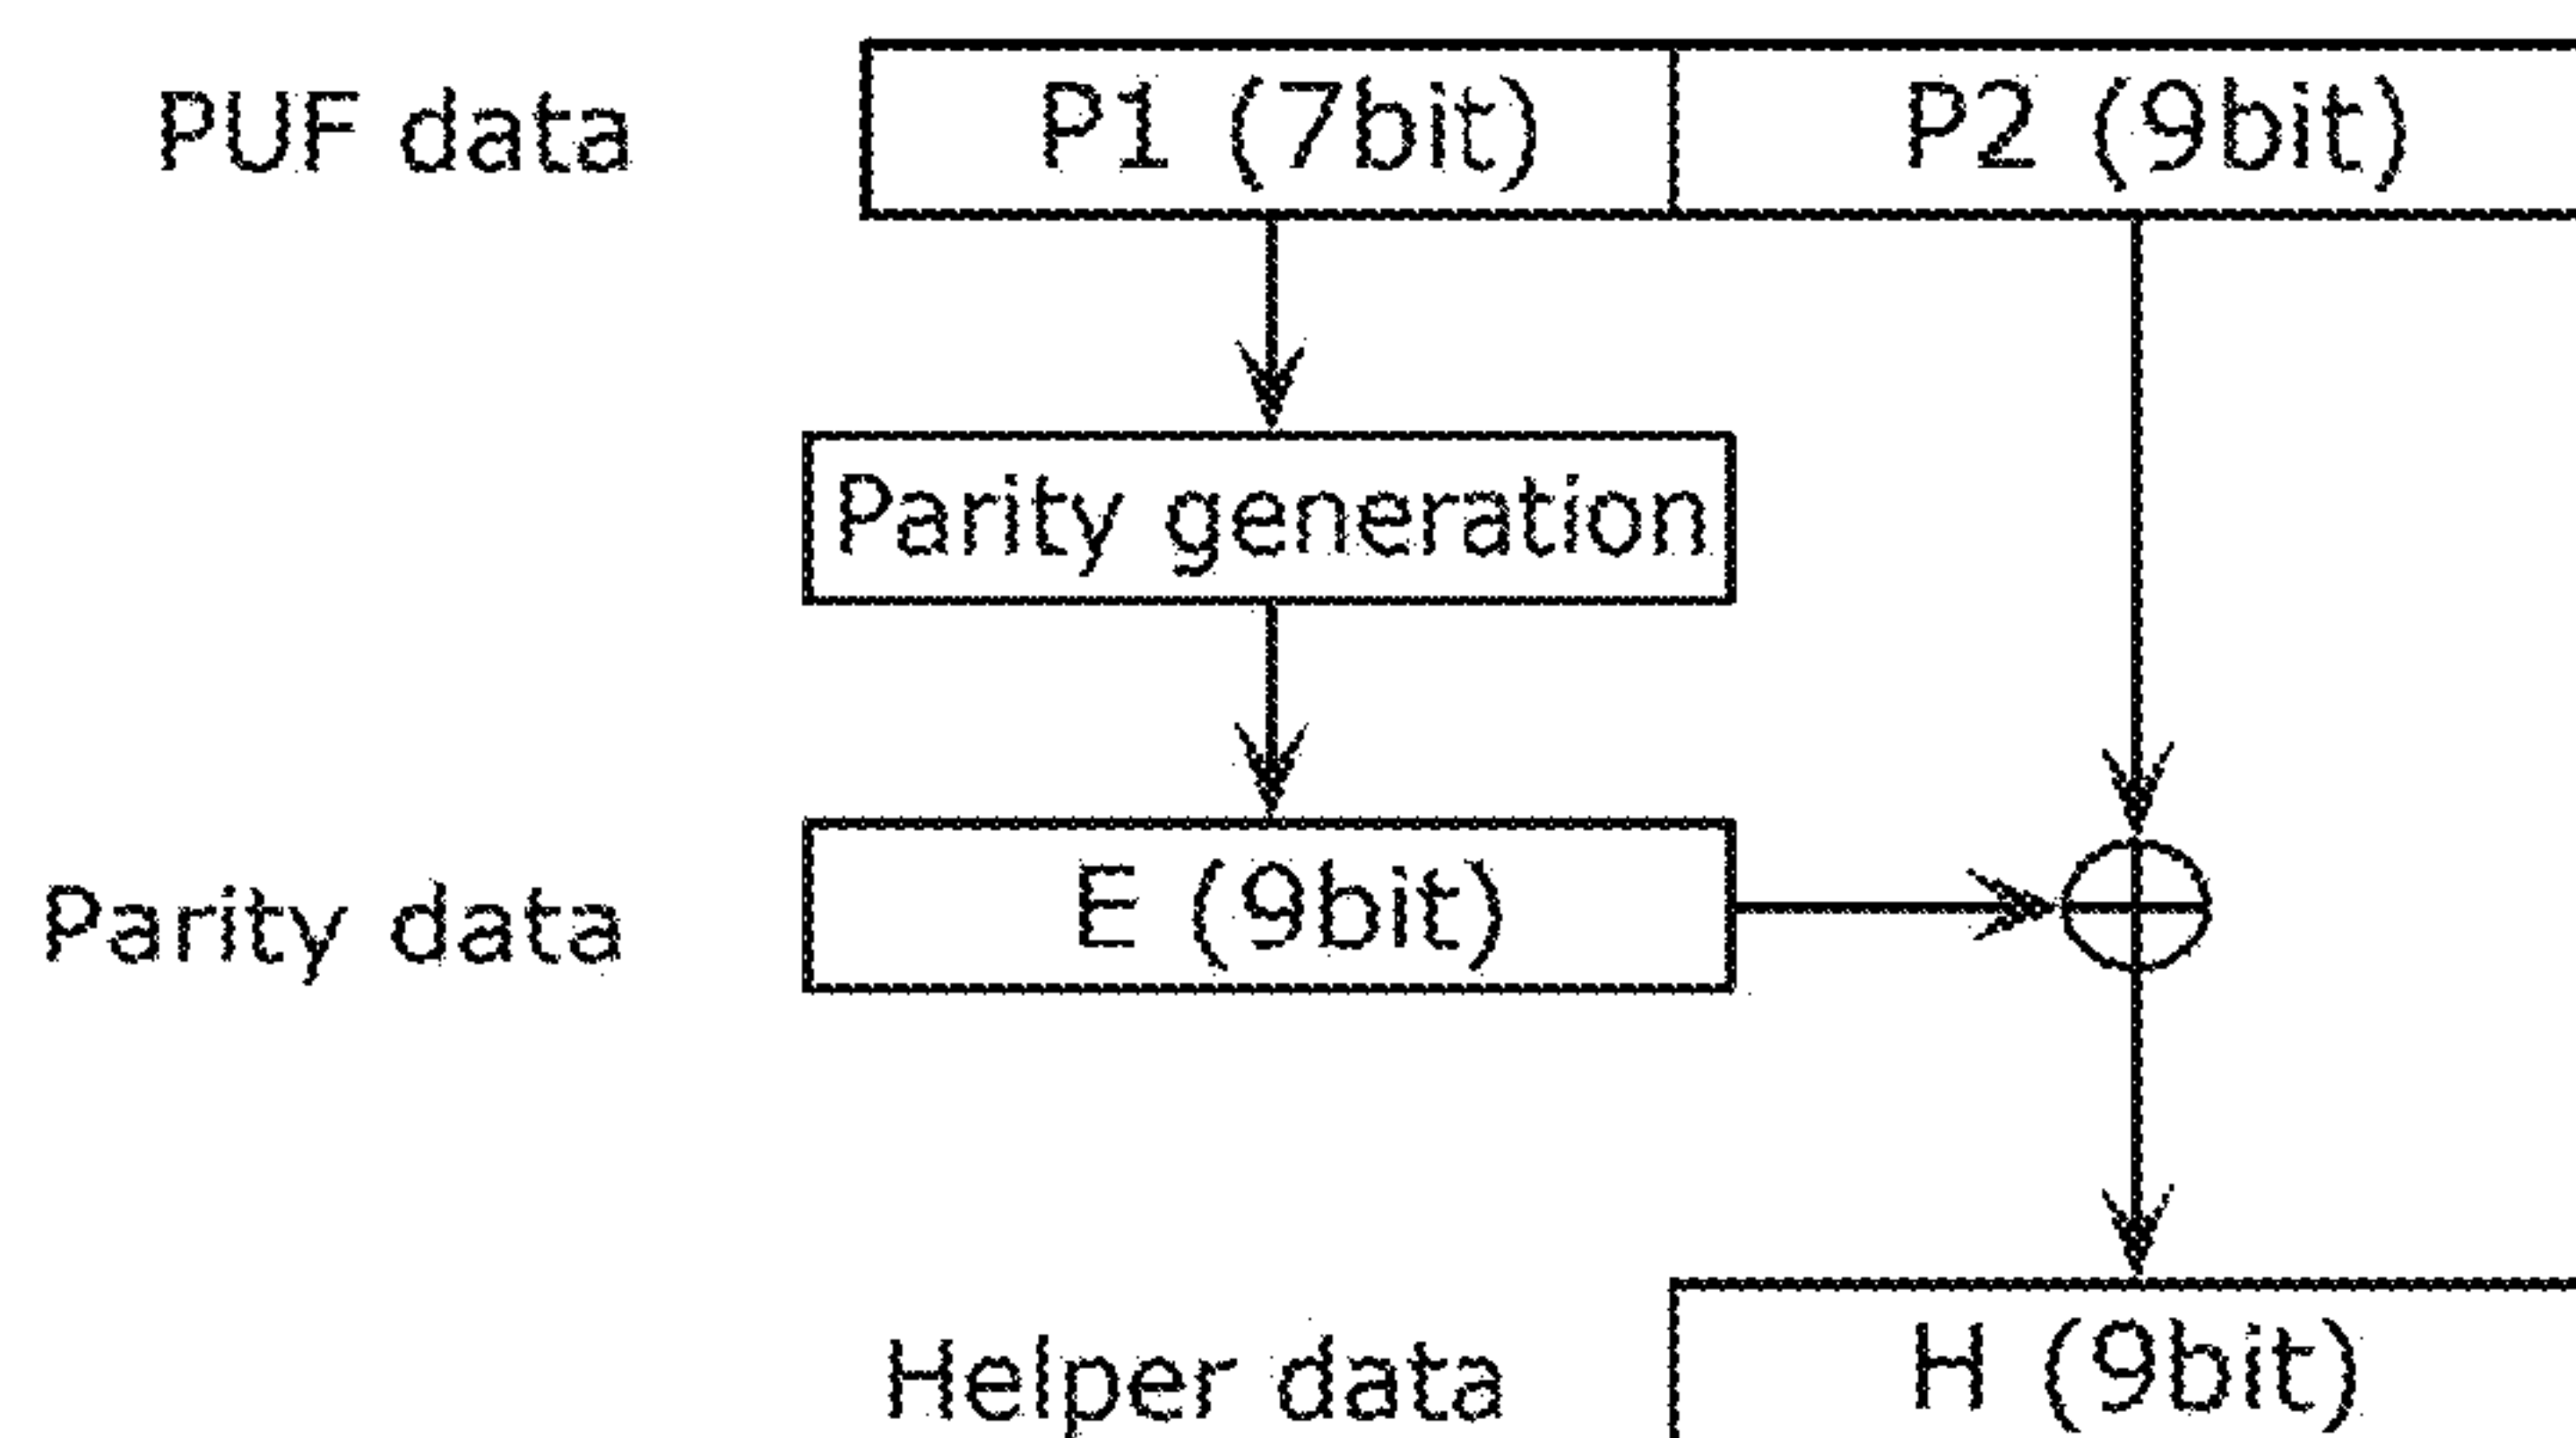 PUF data P1 (7bit) P2 (9bit)
Parity generation
Parity data E (9bit)
Helper data H (9bit)